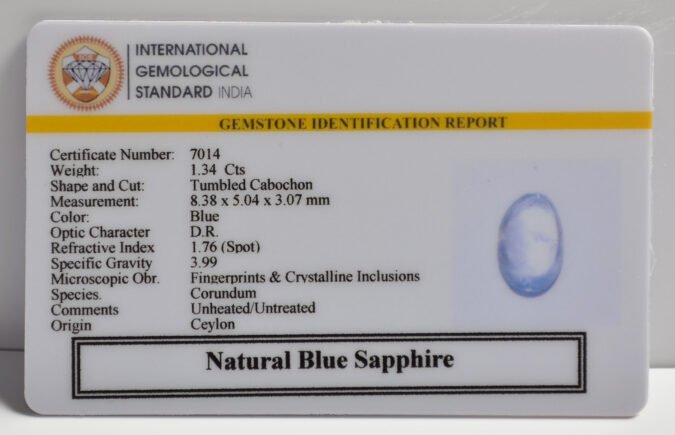 INTERNATIONAL
GEMOLOGICAL
STANDARD INDIA
GEMSTONE IDENTIFICATION REPORT
Certificate Number: 7014
Weight: 1.34 Cts
Shape and Cut: Tumbled Cabochon
Measurement: 8.38 x 5.04 x 3.07 mm
Color: Blue
Optic Character D.R.
Refractive Index 1.76 (Spot)
Specific Gravity 3.99
Microscopic Obr. Fingerprints & Crystalline Inclusions
Species. Corundum
Comments Unheated/Untreated
Origin Ceylon
Natural Blue Sapphire